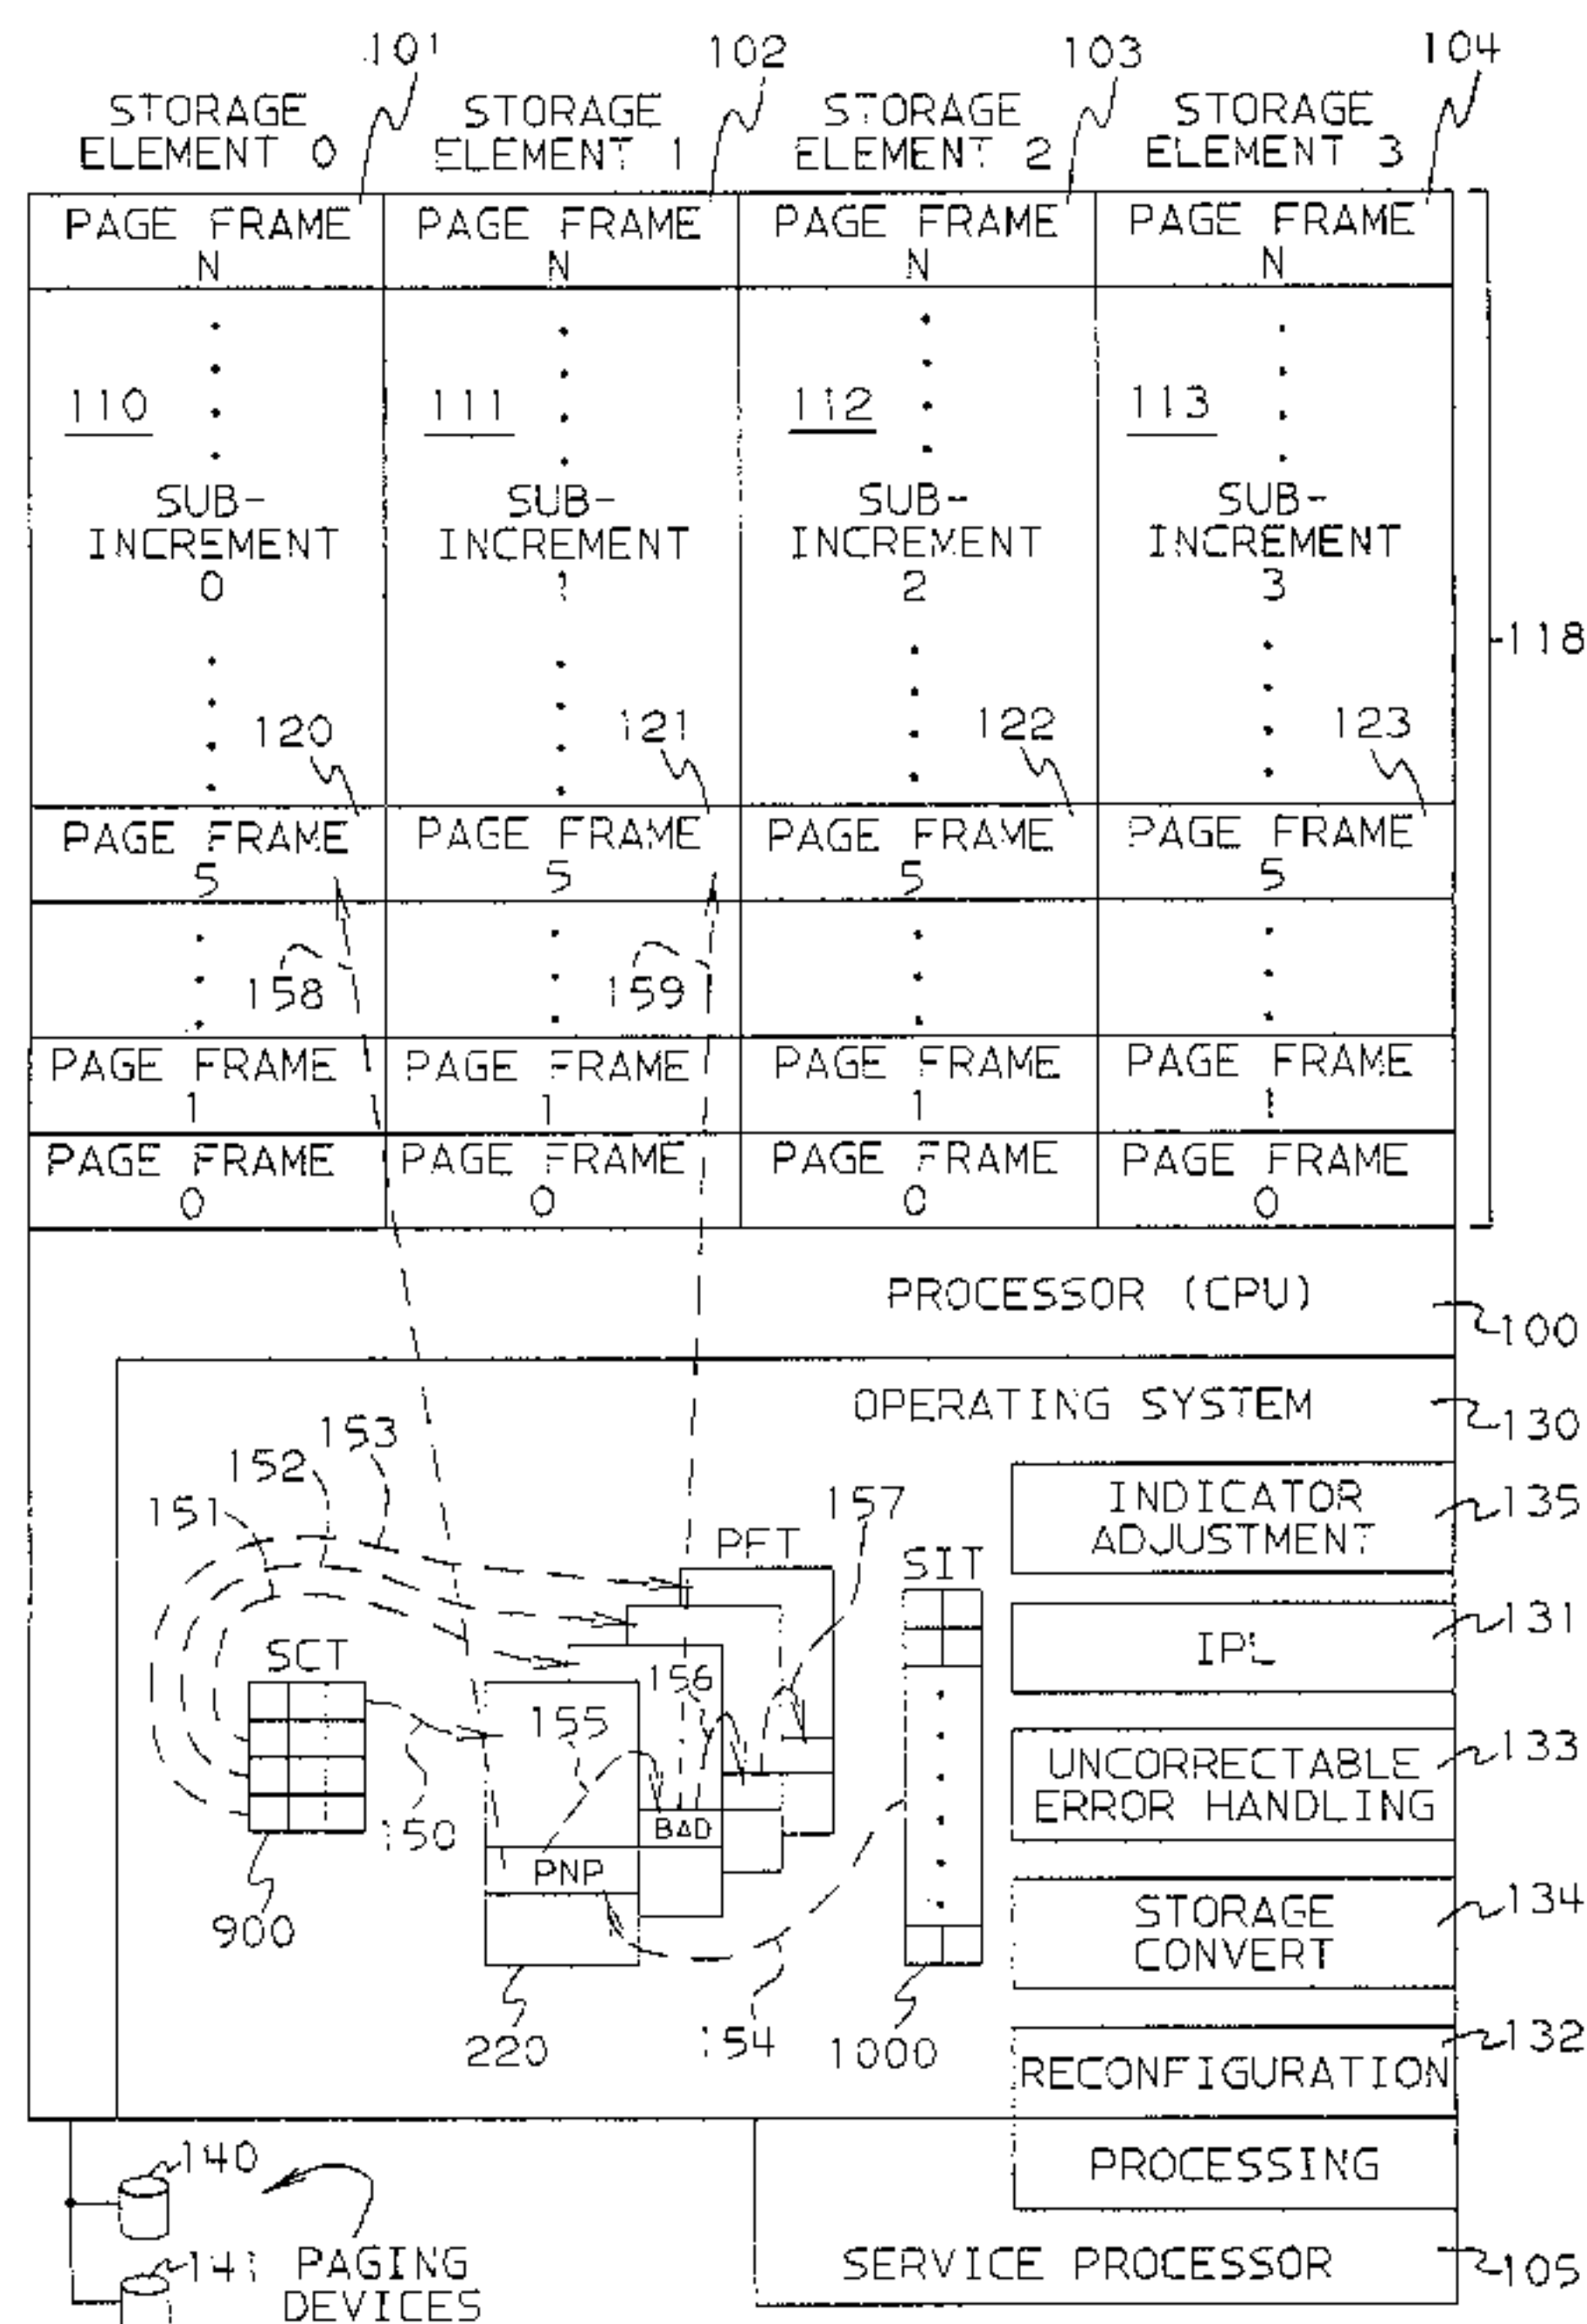 101 102 103 104
STORAGE ELEMENT 0
STORAGE ELEMENT 1
STORAGE ELEMENT 2
STORAGE ELEMENT 3
PAGE FRAME N
PAGE FRAME N
PAGE FRAME N
PAGE FRAME N
110 111 112 113
SUB-INCREMENT 0
SUB-INCREMENT 1
SUB-INCREMENT 2
SUB-INCREMENT 3
118
120 121 122 123
PAGE FRAME 5
PAGE FRAME 5
PAGE FRAME 5
PAGE FRAME 5
158 159
PAGE FRAME 1
PAGE FRAME 1
PAGE FRAME 1
PAGE FRAME 1
PAGE FRAME 0
PAGE FRAME 0
PAGE FRAME 0
PAGE FRAME 0
PROCESSOR (CPU)
100
OPERATING SYSTEM
130
153
152
151
157
INDICATOR ADJUSTMENT
135
PFT
SIT
IPL
131
SCT
156
155
UNCORRECTABLE ERROR HANDLING
133
150
BAD
PNP
900
STORAGE CONVERT
134
220
154
1000
132
RECONFIGURATION
PROCESSING
140
141
PAGING DEVICES
SERVICE PROCESSOR
105